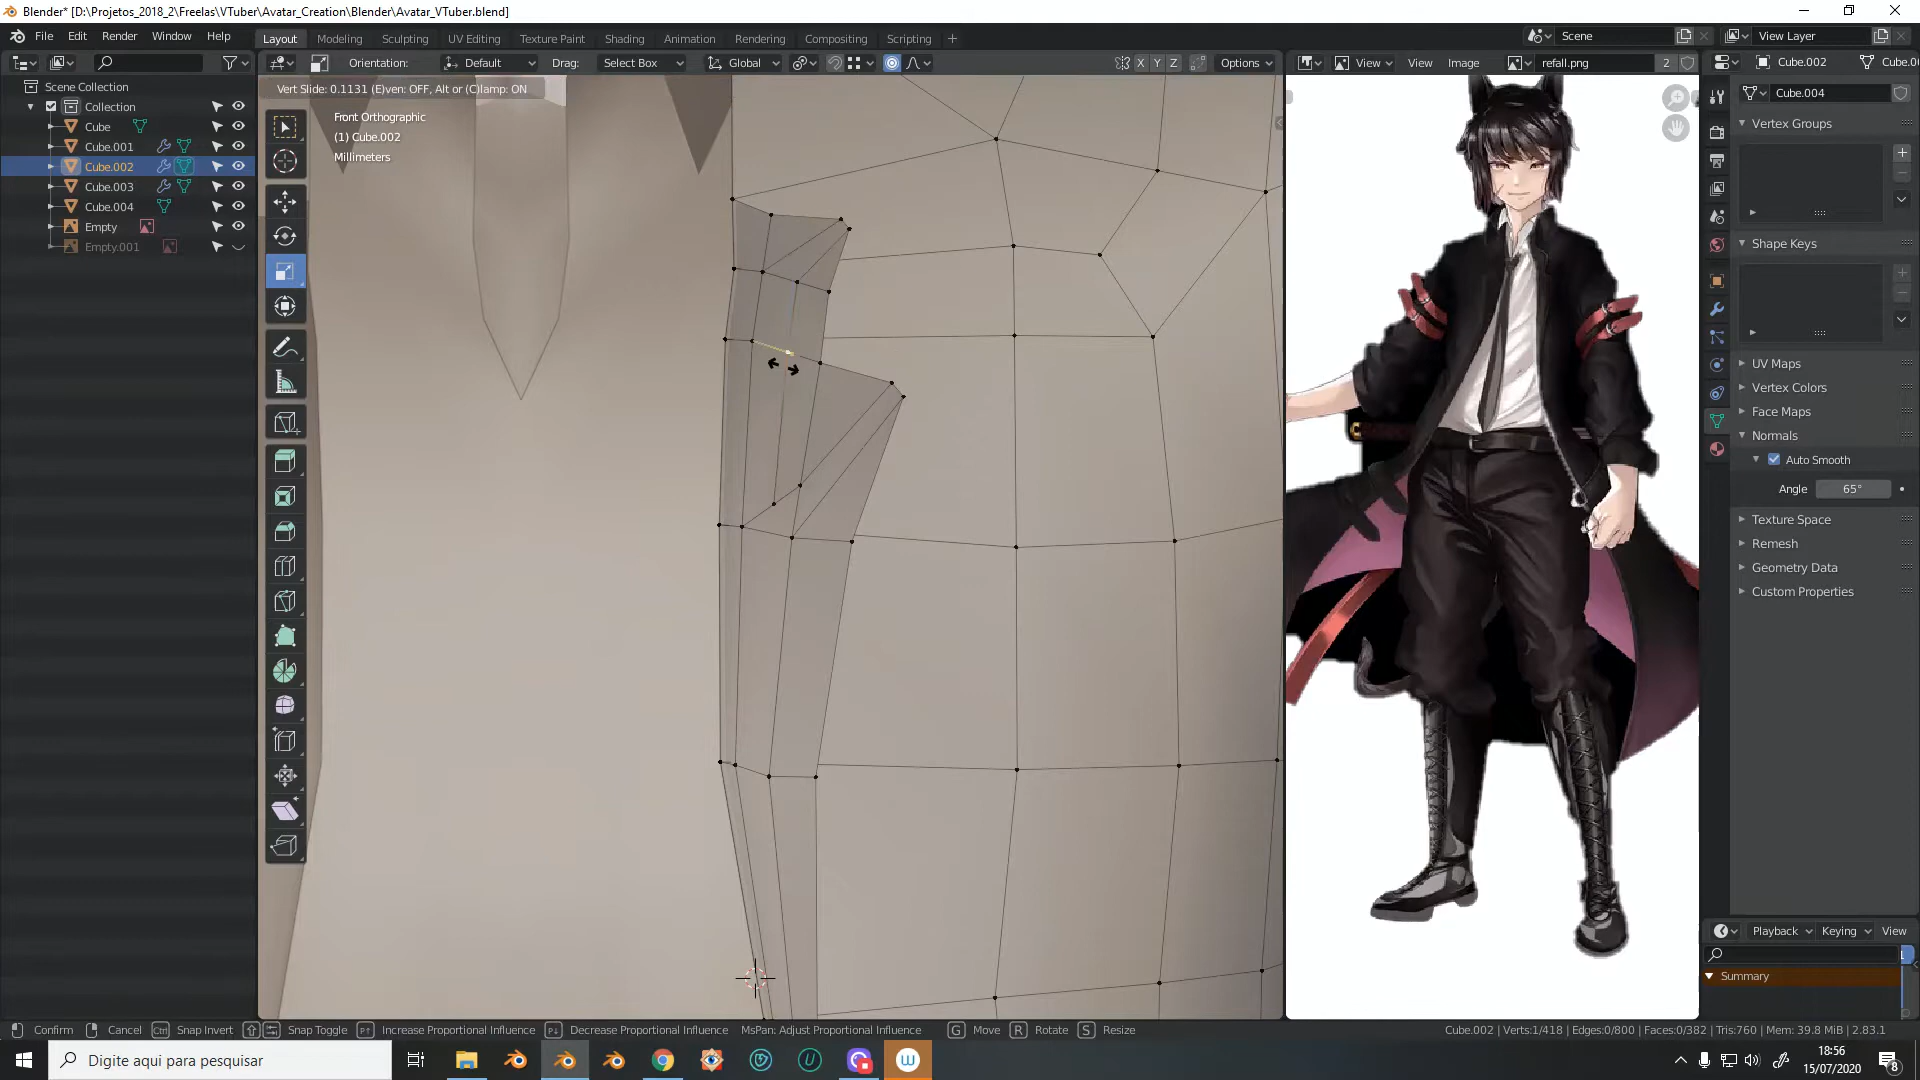 Blender* [D:\Projetos_2018_2\Freelas\VTuber\Avatar_Creation\Blender\Avatar_VTuber.blend]
File Edit Render Window Help
Layout Modeling Sculpting UV Editing Texture Paint Shading Animation Rendering Compositing Scripting
Scene
View Layer
Orientation: Default Drag: Select Box Global
X Y Z
Options
View View Image refall.png 2
Cube.002
Scene Collection
Collection
Cube
Cube.001
Cube.002
Cube.003
Cube.004
Empty
Empty.001
Vert Slide: 0.1131 (E)ven: OFF, Alt or (C)lamp: ON
Front Orthographic
(1) Cube.002
Millimeters
Cube.004
Vertex Groups
Shape Keys
UV Maps
Vertex Colors
Face Maps
Normals
Auto Smooth
Angle 65°
Texture Space
Remesh
Geometry Data
Custom Properties
Playback Keying View
Summary
Confirm Cancel Ctrl Snap Invert Snap Toggle Increase Proportional Influence Decrease Proportional Influence MsPan: Adjust Proportional Influence G Move R Rotate S Resize
Cube.002 | Verts:1/418 | Edges:0/800 | Faces:0/382 | Tris:760 | Mem: 39.8 MiB | 2.83.1
Digite aqui para pesquisar
18:56
15/07/2020
8